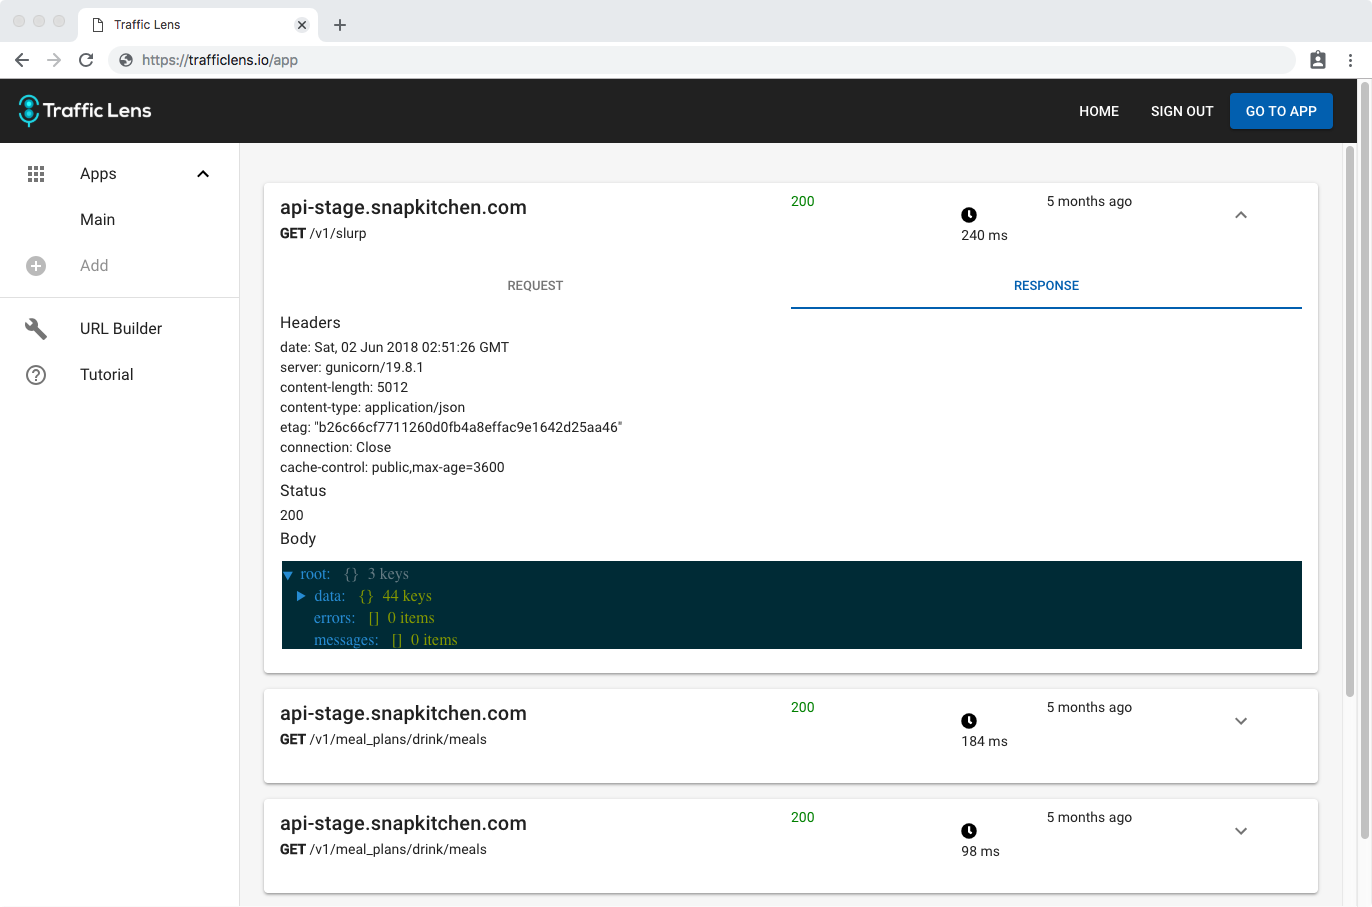 Traffic Lens
https://trafficlens.io/app
Traffic Lens
HOME SIGN OUT GO TO APP
Apps
Main
Add
URL Builder
Tutorial
api-stage.snapkitchen.com 200 5 months ago
GET /v1/slurp 240 ms
REQUEST RESPONSE
Headers
date: Sat, 02 Jun 2018 02:51:26 GMT
server: gunicorn/19.8.1
content-length: 5012
content-type: application/json
etag: "b26c66cf7711260d0fb4a8effac9e1642d25aa46"
connection: Close
cache-control: public,max-age=3600
Status
200
Body
root: {} 3 keys
data: {} 44 keys
errors: [] 0 items
messages: [] 0 items
api-stage.snapkitchen.com 200 5 months ago
GET /v1/meal_plans/drink/meals 184 ms
api-stage.snapkitchen.com 200 5 months ago
GET /v1/meal_plans/drink/meals 98 ms